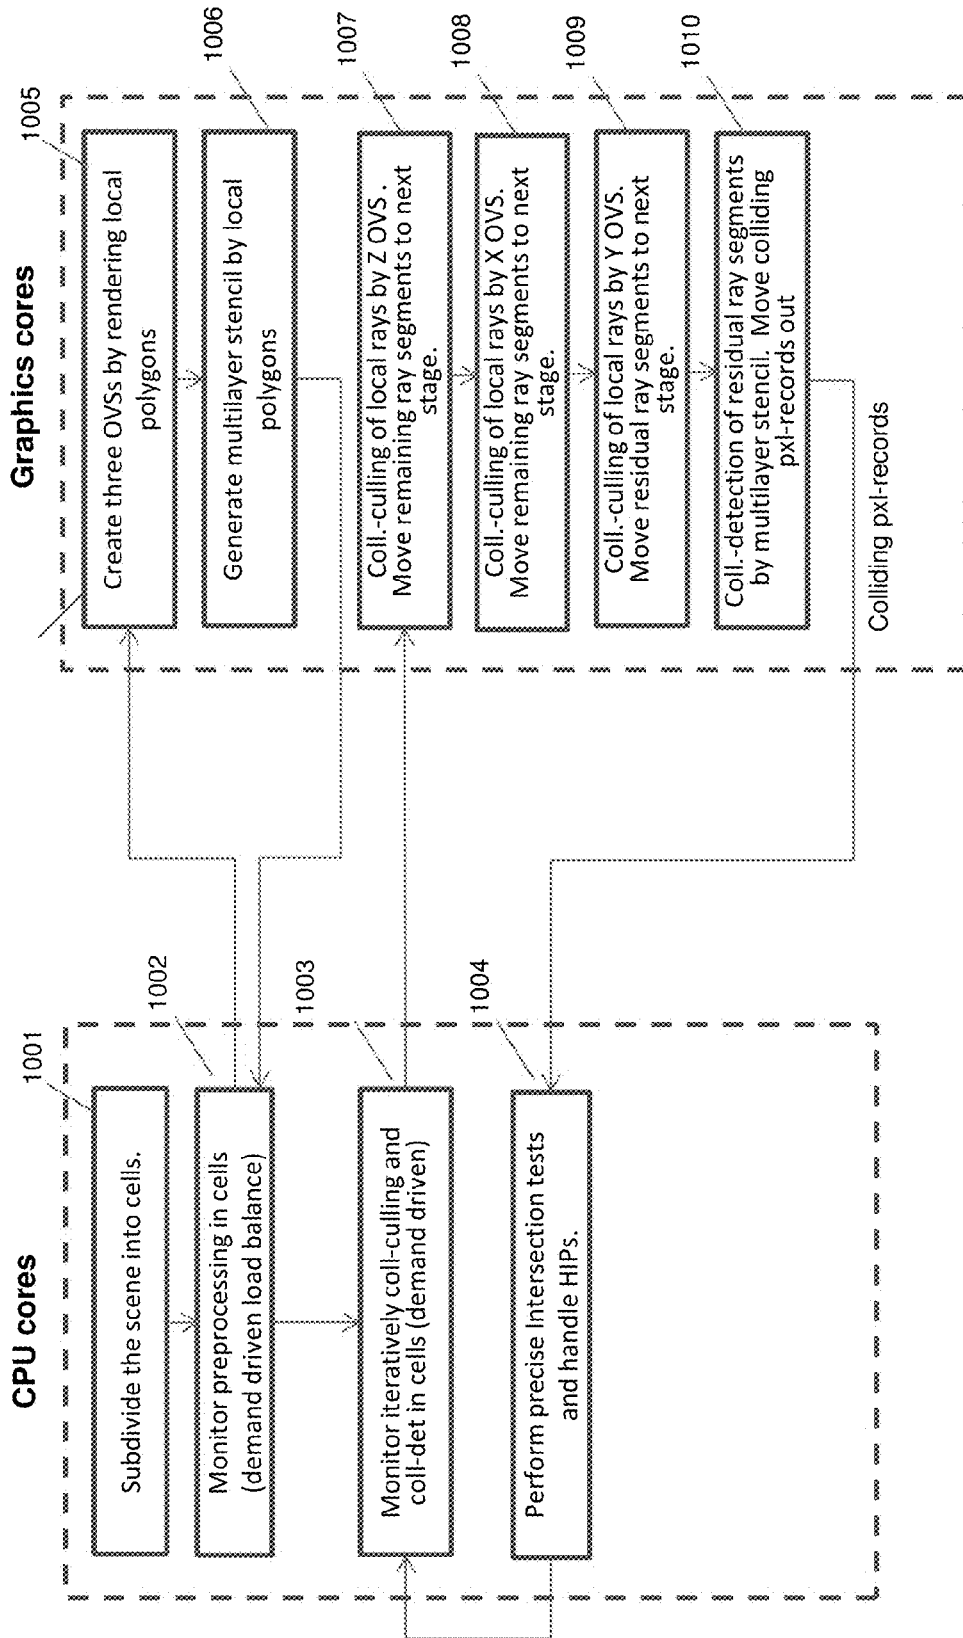 CPU cores
1001
Subdivide the scene into cells.
1002
Monitor preprocessing in cells
(demand driven load balance)
1003
Monitor iteratively coll-culling and
coll-det in cells (demand driven)
1004
Perform precise Intersection tests
and handle HIPs.
Graphics cores
1005
Create three OVSs by rendering local
polygons
1006
Generate multilayer stencil by local
polygons
1007
Coll.-culling of local rays by Z OVS.
Move remaining ray segments to next
stage.
1008
Coll.-culling of local rays by X OVS.
Move remaining ray segments to next
stage.
1009
Coll.-culling of local rays by Y OVS.
Move residual ray segments to next
stage.
1010
Coll.-detection of residual ray segments
by multilayer stencil. Move colliding
pxl-records out
Colliding pxl-records